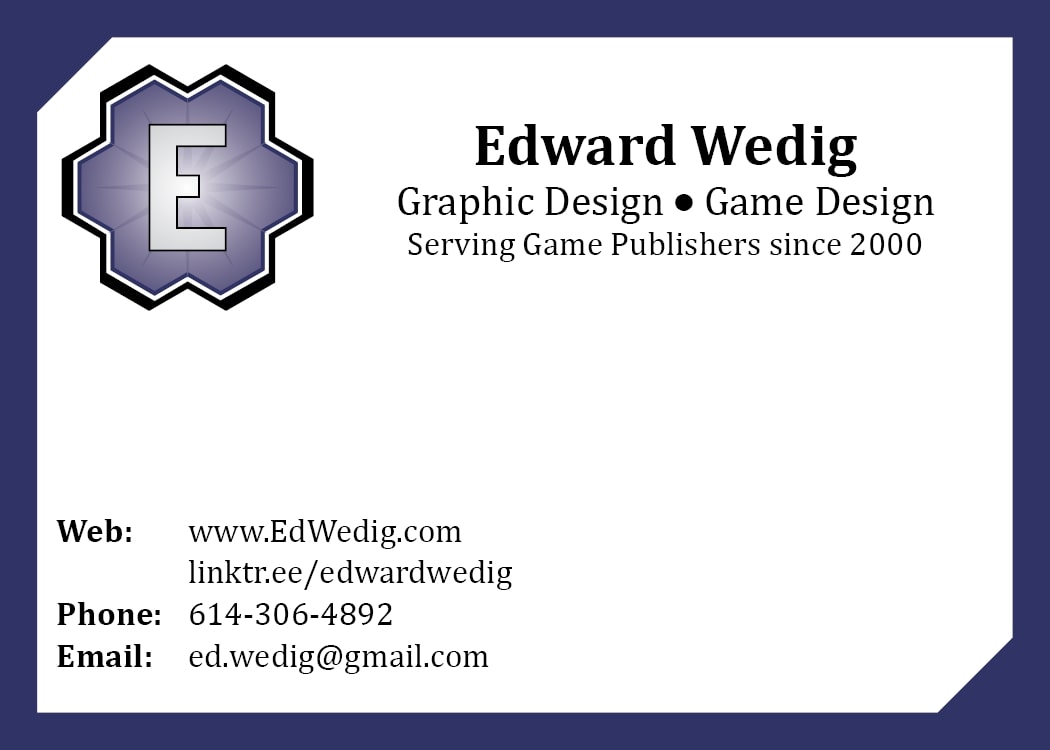 E
Edward Wedig
Graphic Design ● Game Design
Serving Game Publishers since 2000
Web: www.EdWedig.com
linktr.ee/edwardwedig
Phone: 614-306-4892
Email: ed.wedig@gmail.com